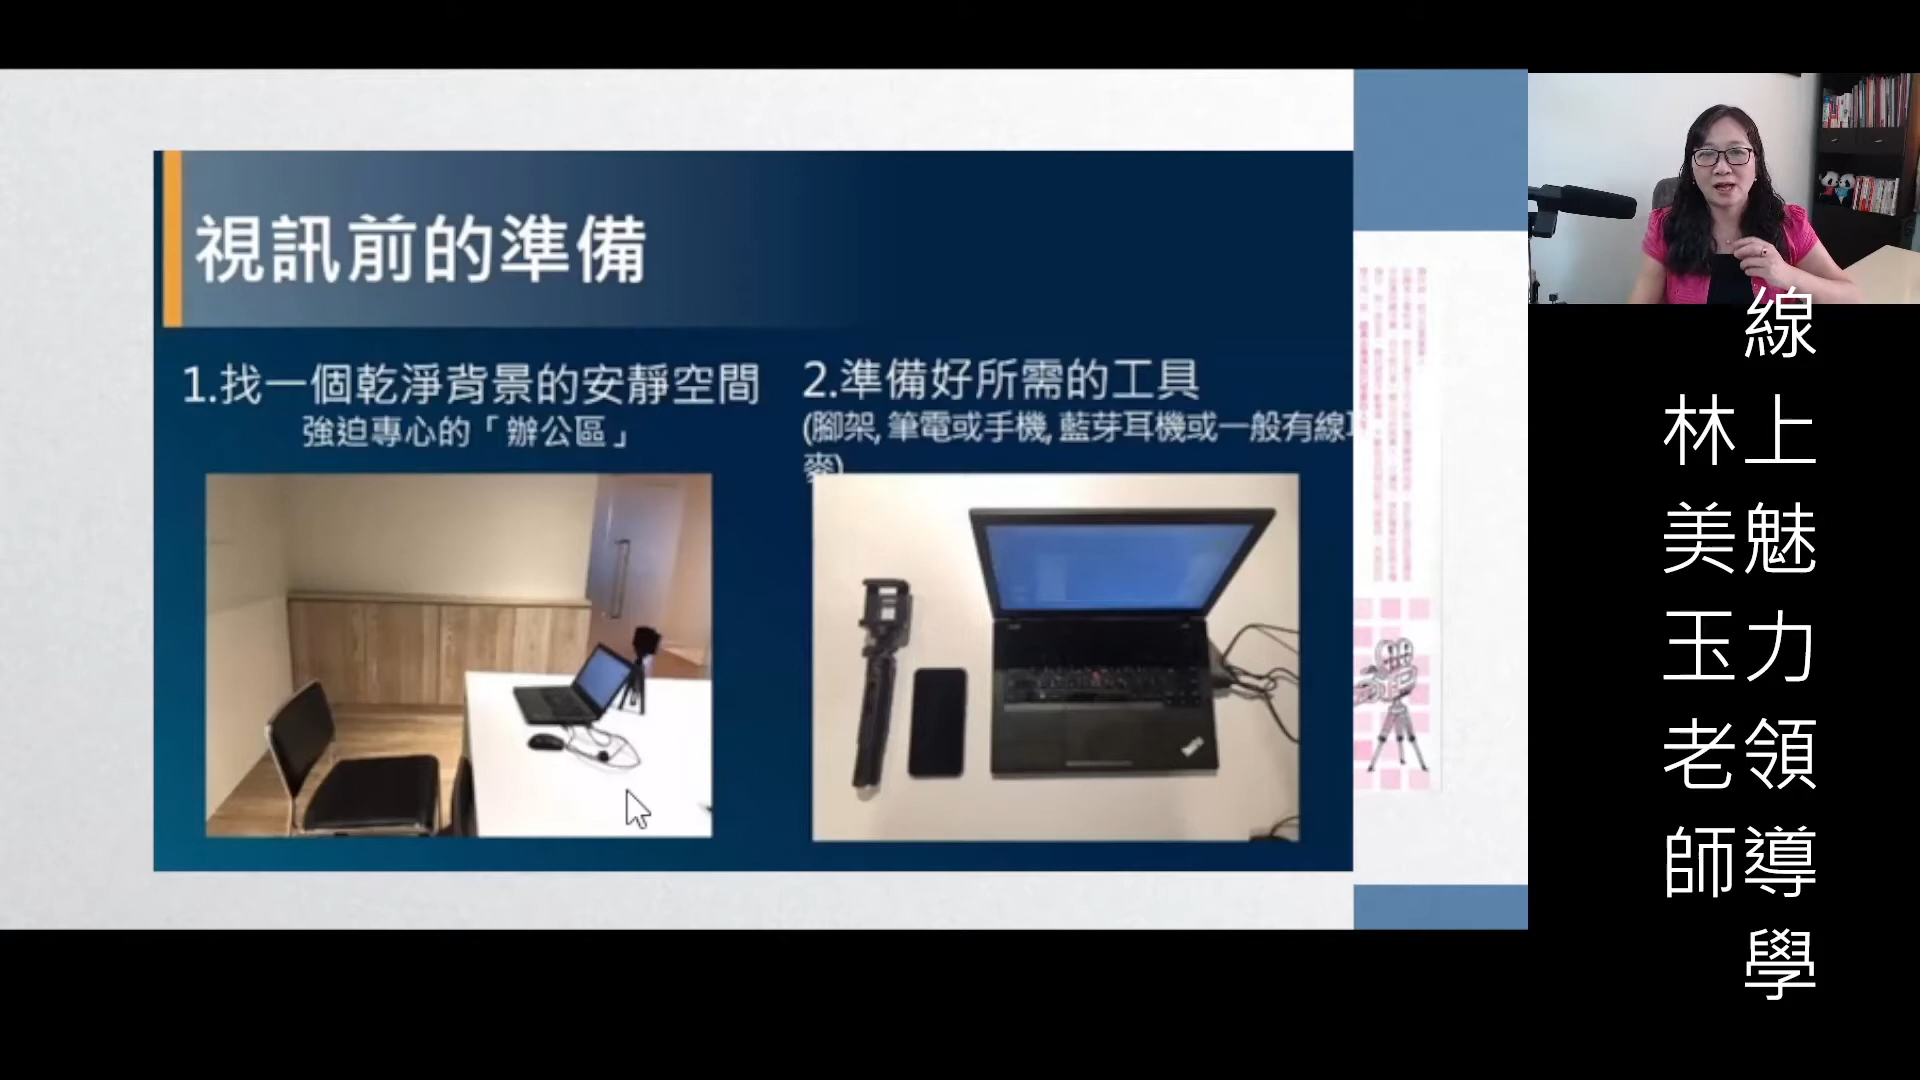 視訊前的準備
1.找一個乾淨背景的安靜空間
強迫專心的「辦公區」
2.準備好所需的工具
(腳架, 筆電或手機, 藍芽耳機或一般有線耳
麥)
線上魅力領導學
林美玉老師